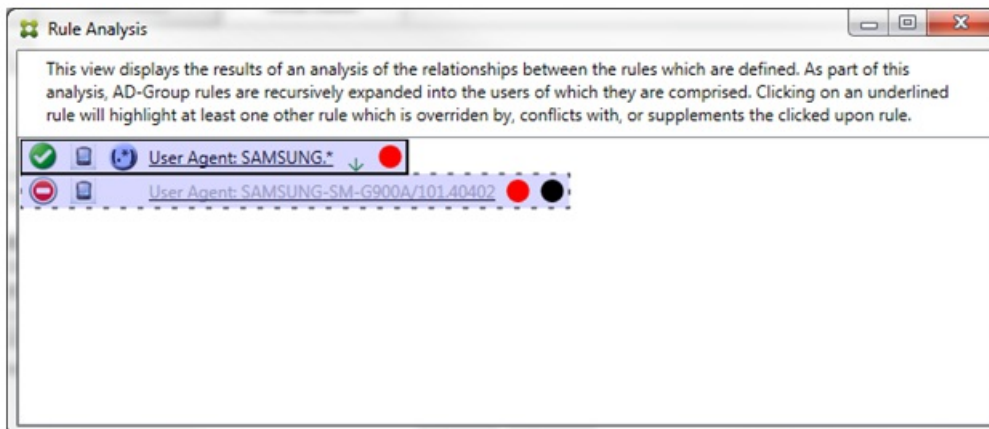 Rule Analysis
This view displays the results of an analysis of the relationships between the rules which are defined. As part of this
analysis, AD-Group rules are recursively expanded into the users of which they are comprised. Clicking on an underlined
rule will highlight at least one other rule which is overriden by, conflicts with, or supplements the clicked upon rule.
(.*) User Agent: SAMSUNG.*
User Agent: SAMSUNG-SM-G900A/101.40402